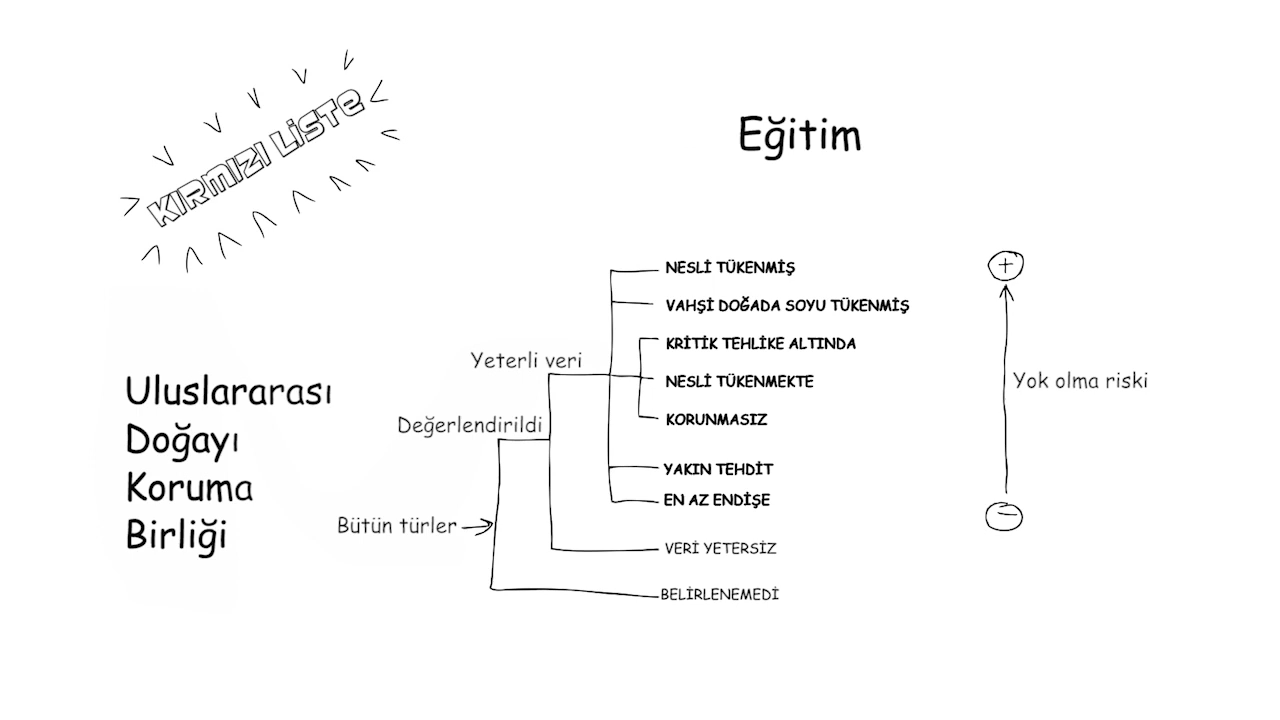 KIRMIZI LİSTE
Eğitim
Uluslararası
Doğayı
Koruma
Birliği
Bütün türler
Değerlendirildi
Yeterli veri
NESLİ TÜKENMİŞ
VAHŞİ DOĞADA SOYU TÜKENMİŞ
KRİTİK TEHLİKE ALTINDA
NESLİ TÜKENMEKTE
KORUNMASIZ
YAKIN TEHDİT
EN AZ ENDİŞE
VERİ YETERSİZ
BELİRLENEMEDİ
+
Yok olma riski
−